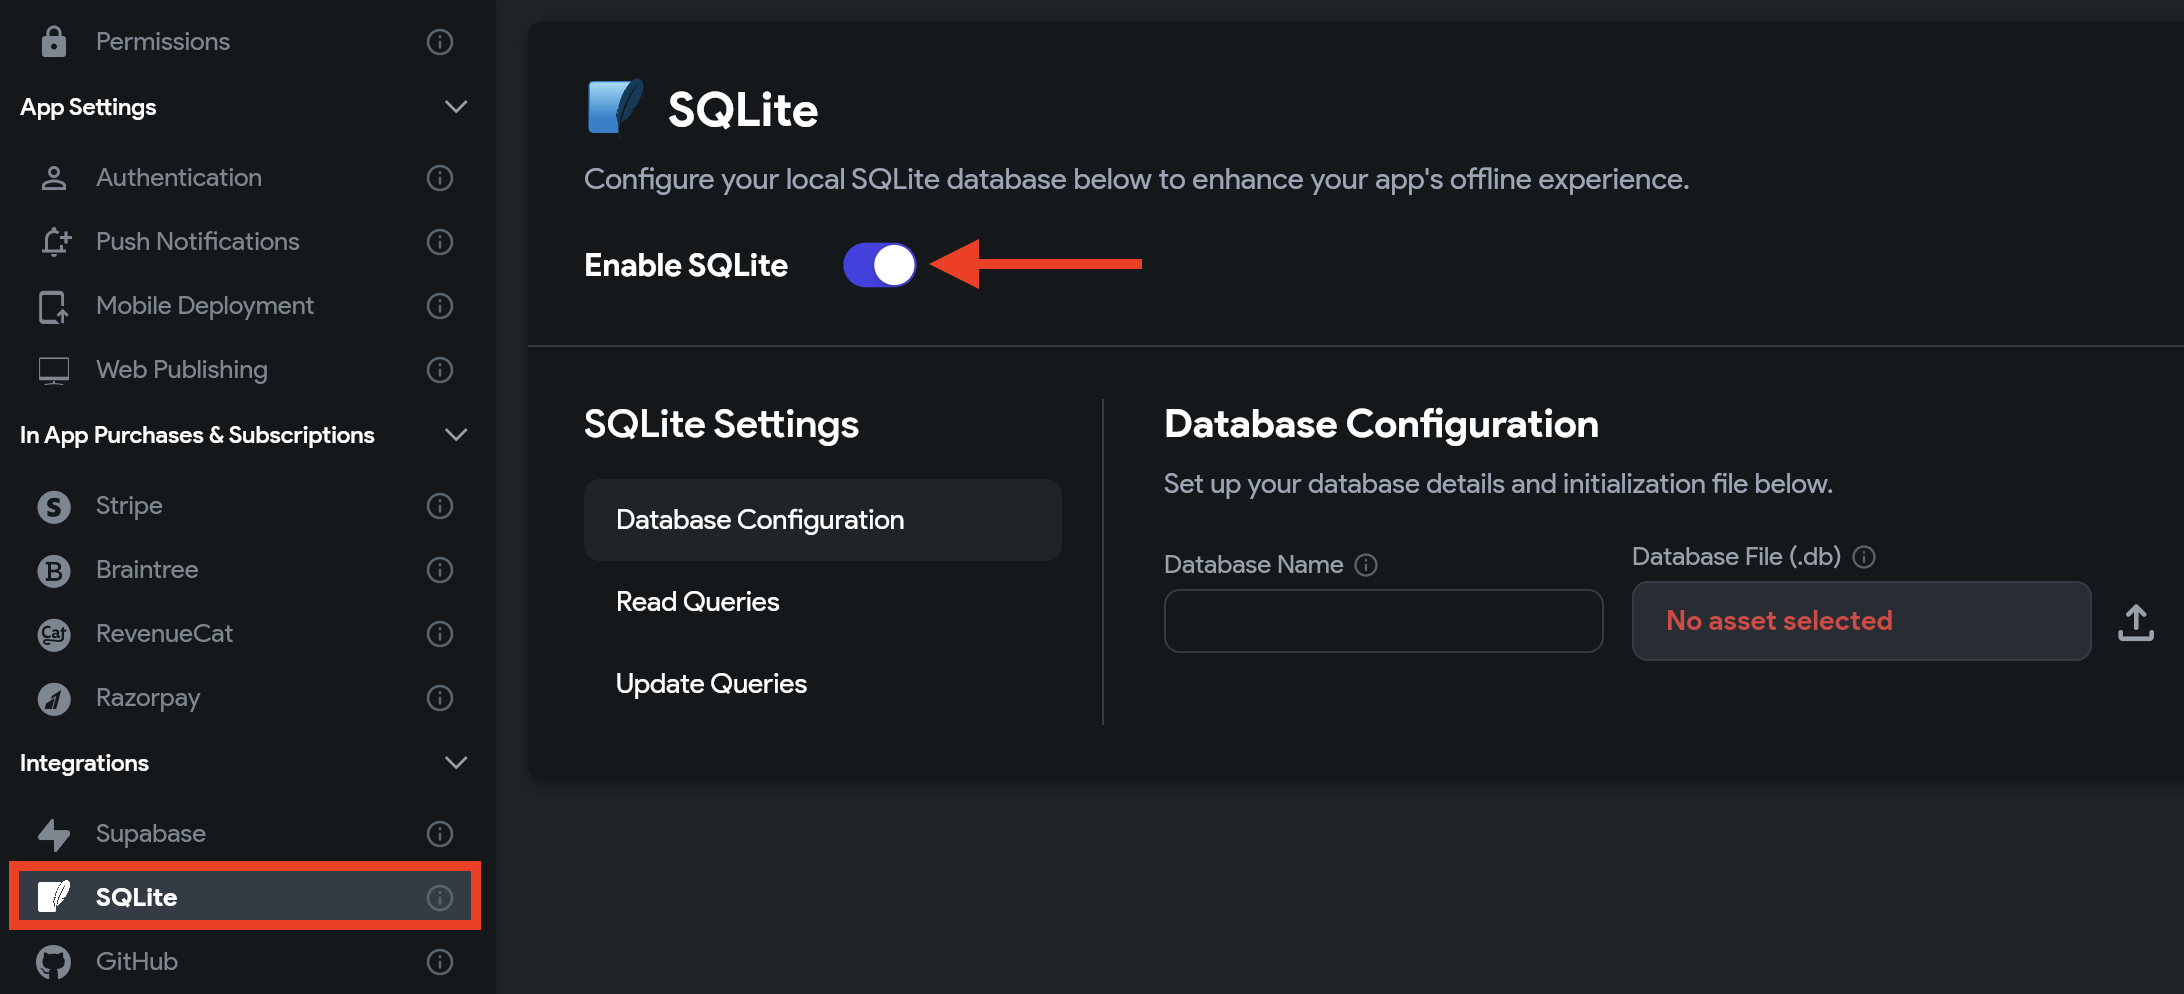 Permissions
App Settings
Authentication
Push Notifications
Mobile Deployment
Web Publishing
In App Purchases & Subscriptions
Stripe
Braintree
RevenueCat
Razorpay
Integrations
Supabase
SQLite
GitHub
SQLite
Configure your local SQLite database below to enhance your app's offline experience.
Enable SQLite
SQLite Settings
Database Configuration
Read Queries
Update Queries
Database Configuration
Set up your database details and initialization file below.
Database Name
Database File (.db)
No asset selected